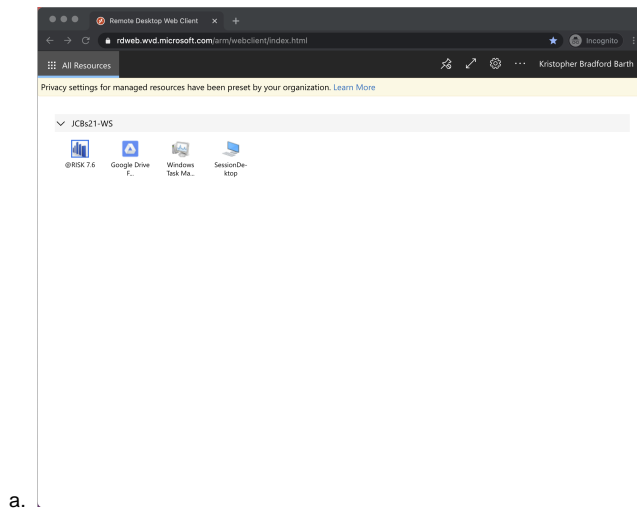 Remote Desktop Web Client
rdweb.wvd.microsoft.com/arm/webclient/index.html
Incognito
All Resources
Kristopher Bradford Barth
Privacy settings for managed resources have been preset by your organization. Learn More
JCBs21-WS
@RISK 7.6
Google Drive F...
Windows Task Ma...
SessionDe-ktop
a.